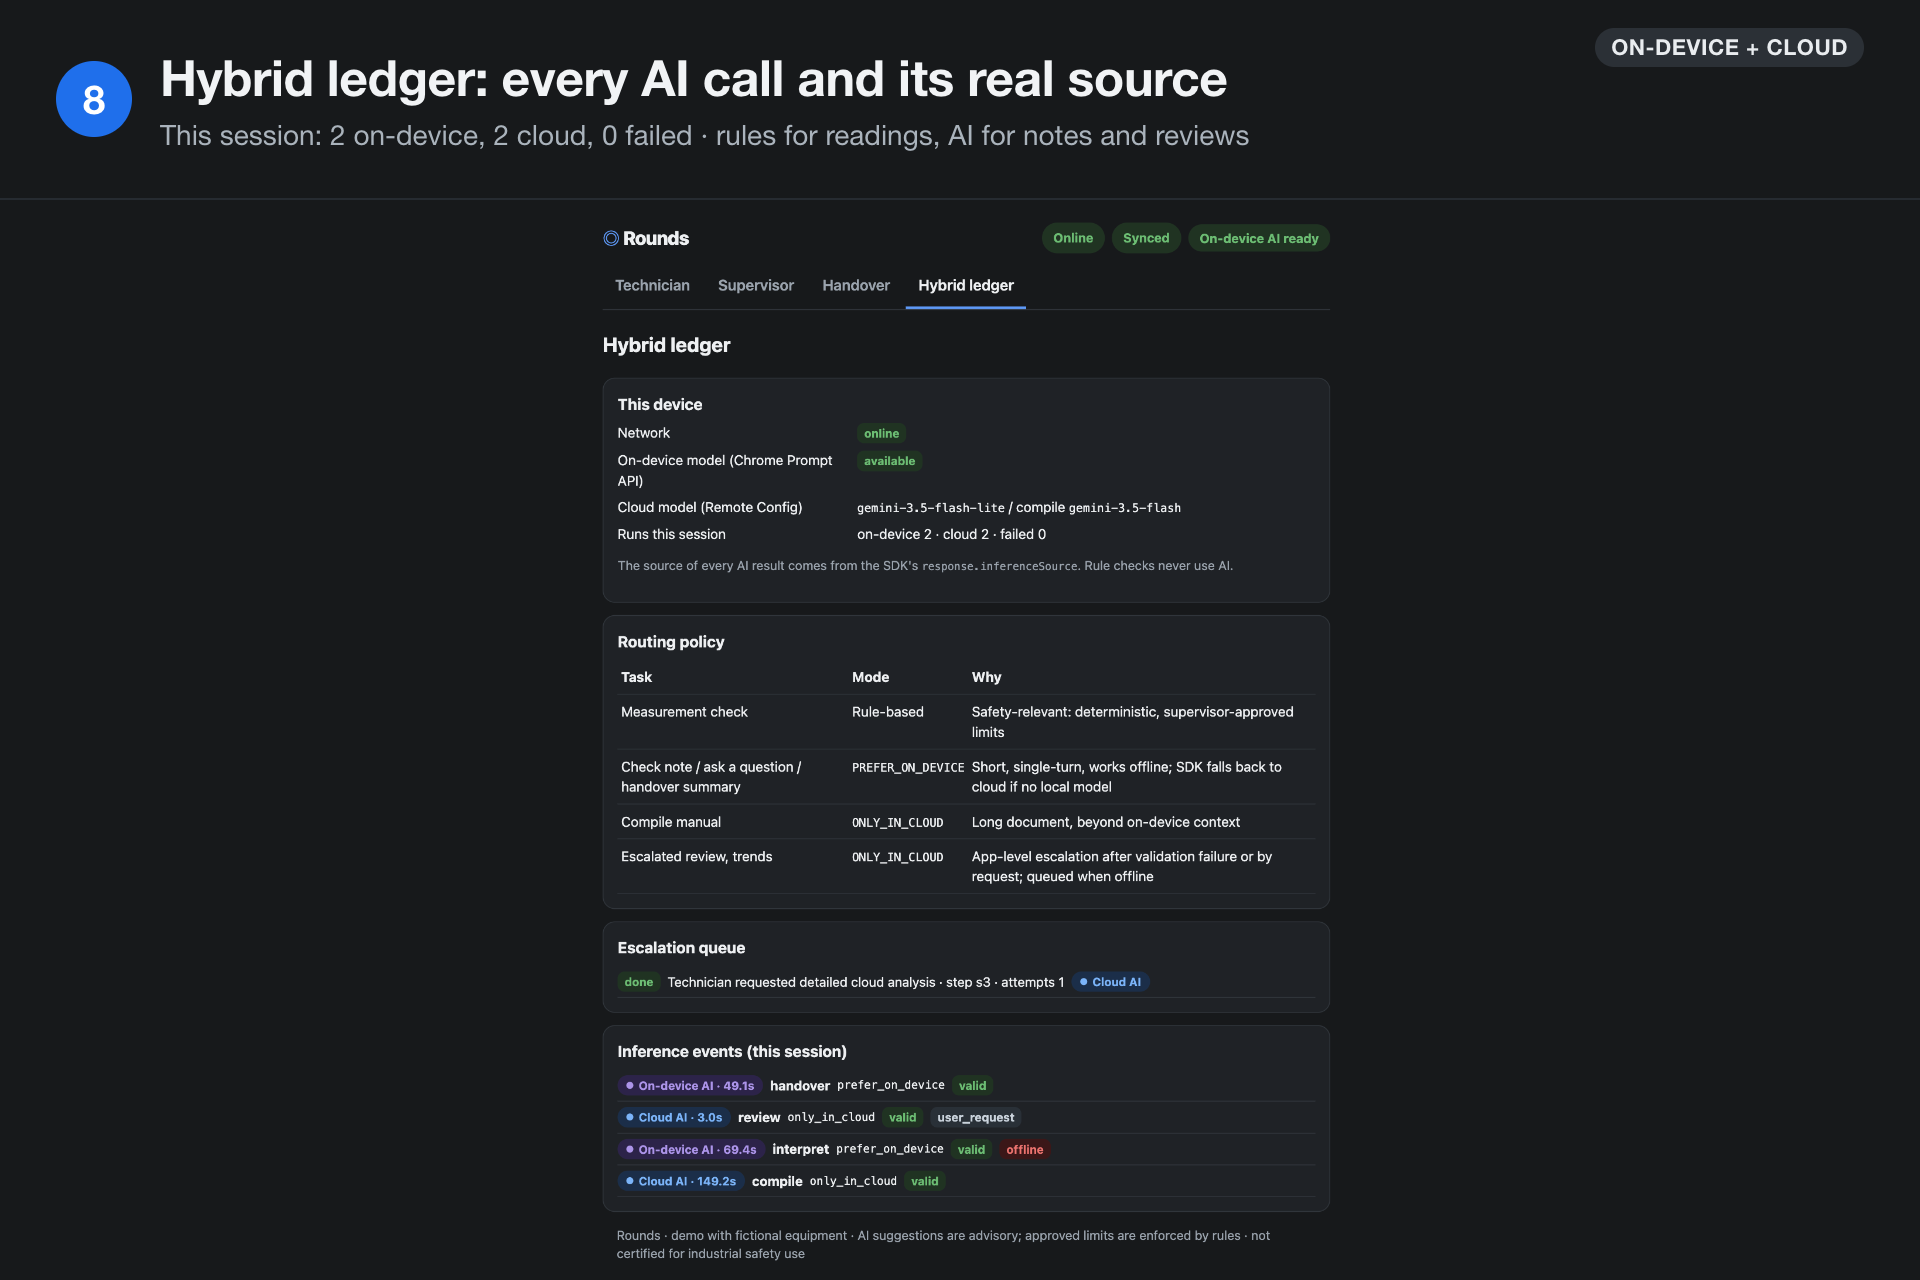 ON-DEVICE + CLOUD
8
Hybrid ledger: every AI call and its real source
This session: 2 on-device, 2 cloud, 0 failed · rules for readings, AI for notes and reviews
Rounds
Online Synced On-device AI ready
Technician Supervisor Handover Hybrid ledger
Hybrid ledger
This device
Network online
On-device model (Chrome Prompt API) available
Cloud model (Remote Config) gemini-3.5-flash-lite / compile gemini-3.5-flash
Runs this session on-device 2 · cloud 2 · failed 0
The source of every AI result comes from the SDK's response.inferenceSource. Rule checks never use AI.
Routing policy
Task Mode Why
Measurement check Rule-based Safety-relevant: deterministic, supervisor-approved limits
Check note / ask a question / handover summary PREFER_ON_DEVICE Short, single-turn, works offline; SDK falls back to cloud if no local model
Compile manual ONLY_IN_CLOUD Long document, beyond on-device context
Escalated review, trends ONLY_IN_CLOUD App-level escalation after validation failure or by request; queued when offline
Escalation queue
done Technician requested detailed cloud analysis · step s3 · attempts 1 Cloud AI
Inference events (this session)
On-device AI · 49.1s handover prefer_on_device valid
Cloud AI · 3.0s review only_in_cloud valid user_request
On-device AI · 69.4s interpret prefer_on_device valid offline
Cloud AI · 149.2s compile only_in_cloud valid
Rounds · demo with fictional equipment · AI suggestions are advisory; approved limits are enforced by rules · not
certified for industrial safety use